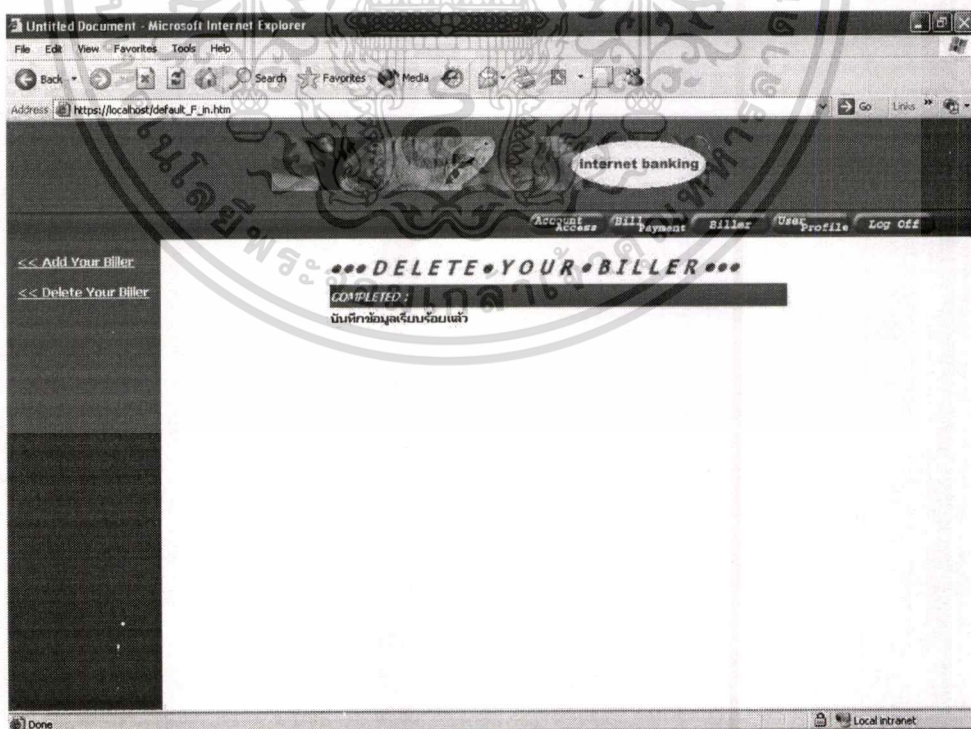 Untitled Document - Microsoft Internet Explorer
File Edit View Favorites Tools Help
Back Search Favorites Media
Address https://localhost/default_F_in.htm Go Links »
internet banking
Account Access Bill Payment Biller User Profile Log Off
<< Add Your Biller
<< Delete Your Biller
●●● DELETE ● YOUR ● BILLER ●●●
COMPLETED :
บันทึกข้อมูลเรียบร้อยแล้ว
Done Local intranet